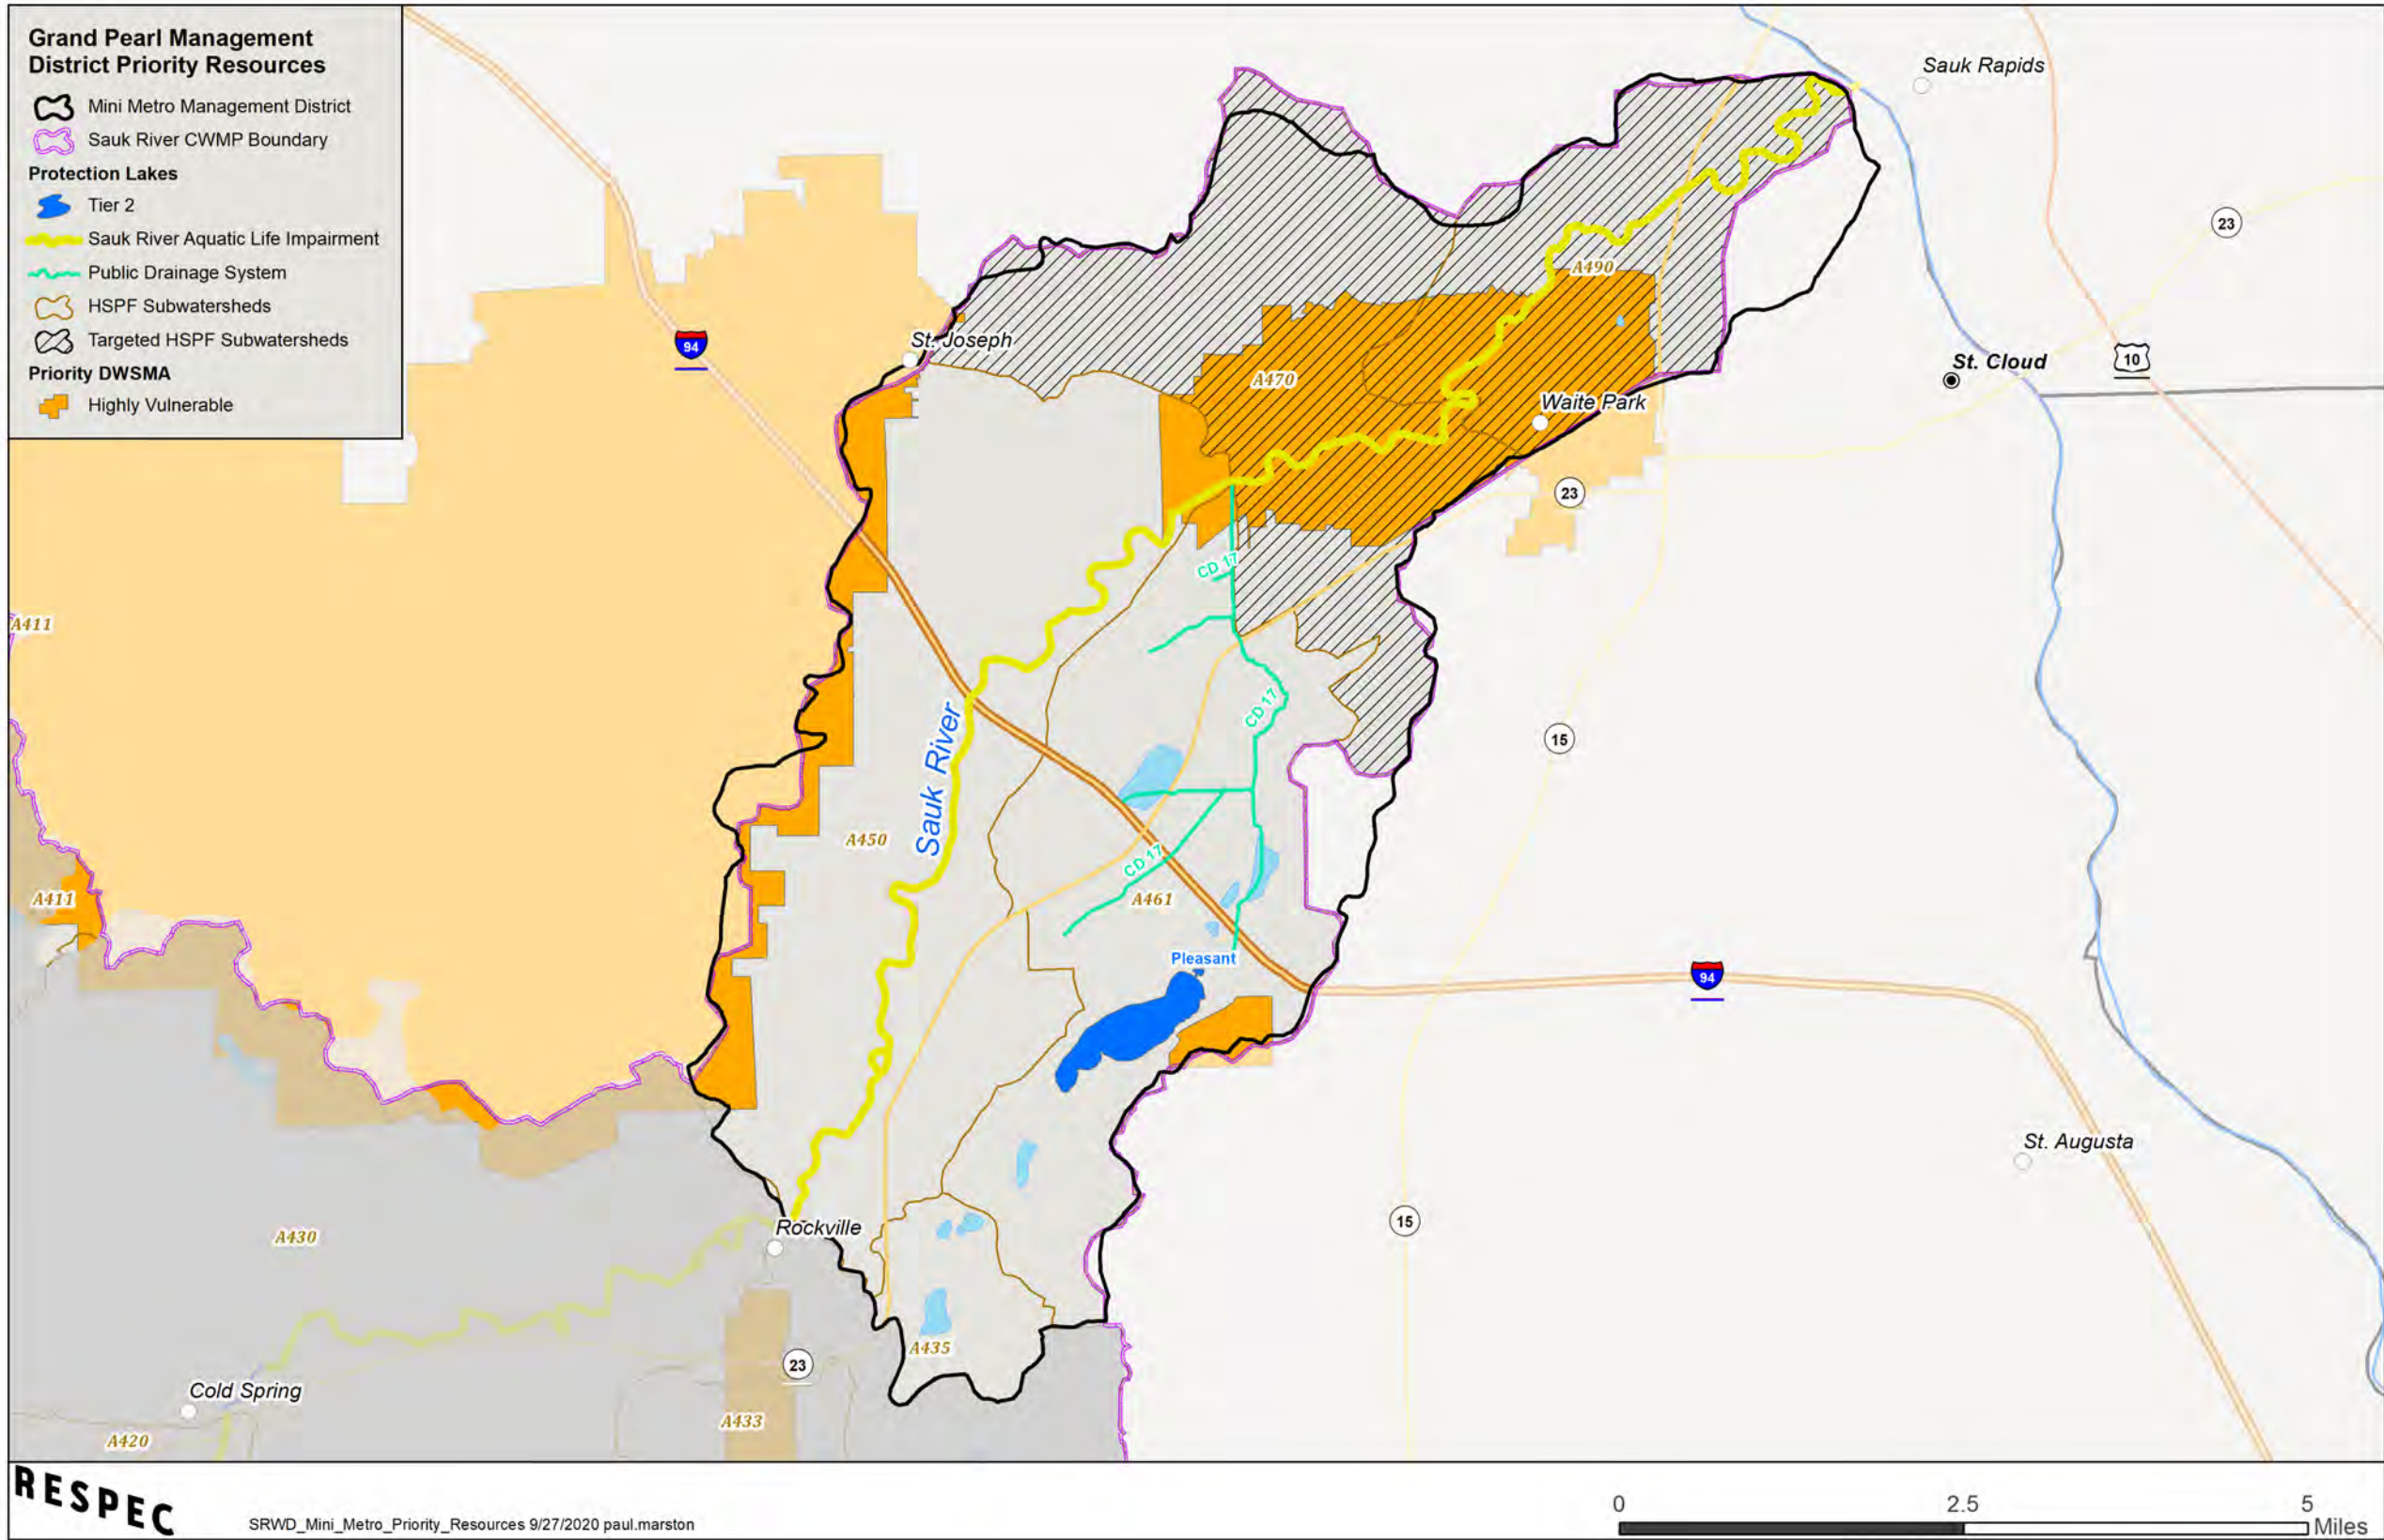 Grand Pearl Management
District Priority Resources
Mini Metro Management District
Sauk River CWMP Boundary
Protection Lakes
Tier 2
Sauk River Aquatic Life Impairment
Public Drainage System
HSPF Subwatersheds
Targeted HSPF Subwatersheds
Priority DWSMA
Highly Vulnerable
Sauk Rapids
23
A490
94
St. Joseph
10
St. Cloud
A470
Waite Park
23
CD 17
A411
CD 17
15
Sauk River
A450
CD 17
A411
A461
Pleasant
94
St. Augusta
15
Rockville
A430
A435
23
Cold Spring
A433
A420
RESPEC
SRWD_Mini_Metro_Priority_Resources 9/27/2020 paul.marston
0 2.5 5
Miles